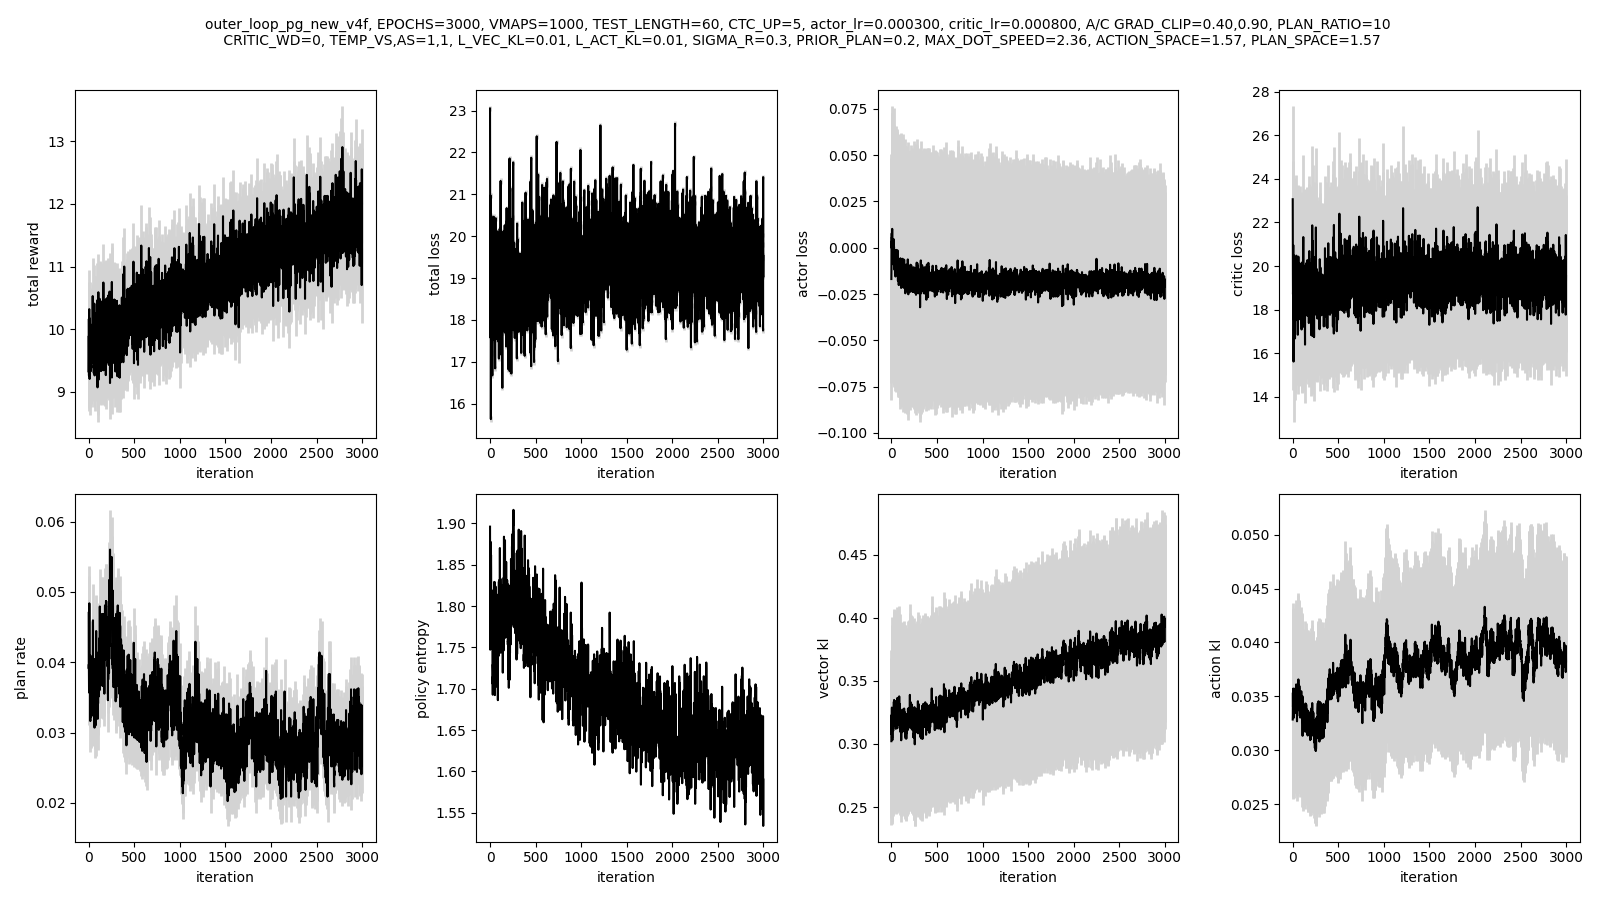 outer_loop_pg_new_v4f, EPOCHS=3000, VMAPS=1000, TEST_LENGTH=60, CTC_UP=5, actor_lr=0.000300, critic_lr=0.000800, A/C GRAD_CLIP=0.40,0.90, PLAN_RATIO=10
CRITIC_WD=0, TEMP_VS,AS=1,1, L_VEC_KL=0.01, L_ACT_KL=0.01, SIGMA_R=0.3, PRIOR_PLAN=0.2, MAX_DOT_SPEED=2.36, ACTION_SPACE=1.57, PLAN_SPACE=1.57
total reward
13
12
11
10
9
0 500 1000 1500 2000 2500 3000
iteration
total loss
23
22
21
20
19
18
17
16
0 500 1000 1500 2000 2500 3000
iteration
actor loss
0.075
0.050
0.025
0.000
−0.025
−0.050
−0.075
−0.100
0 500 1000 1500 2000 2500 3000
iteration
critic loss
28
26
24
22
20
18
16
14
0 500 1000 1500 2000 2500 3000
iteration
plan rate
0.06
0.05
0.04
0.03
0.02
0 500 1000 1500 2000 2500 3000
iteration
policy entropy
1.90
1.85
1.80
1.75
1.70
1.65
1.60
1.55
0 500 1000 1500 2000 2500 3000
iteration
vector kl
0.45
0.40
0.35
0.30
0.25
0 500 1000 1500 2000 2500 3000
iteration
action kl
0.050
0.045
0.040
0.035
0.030
0.025
0 500 1000 1500 2000 2500 3000
iteration